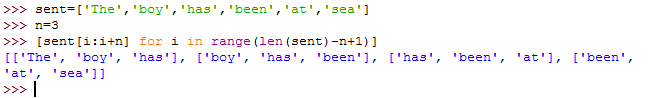 >>> sent=['The','boy','has','been','at','sea']
>>> n=3
>>> [sent[i:i+n] for i in range(len(sent)-n+1)]
[['The', 'boy', 'has'], ['boy', 'has', 'been'], ['has', 'been', 'at'], ['been',
'at', 'sea']]
>>>